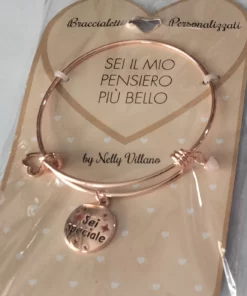 Braccialetti Personalizzati
SEI IL MIO
PENSIERO
PIÙ BELLO
by Nelly Villano
Sei
Speciale